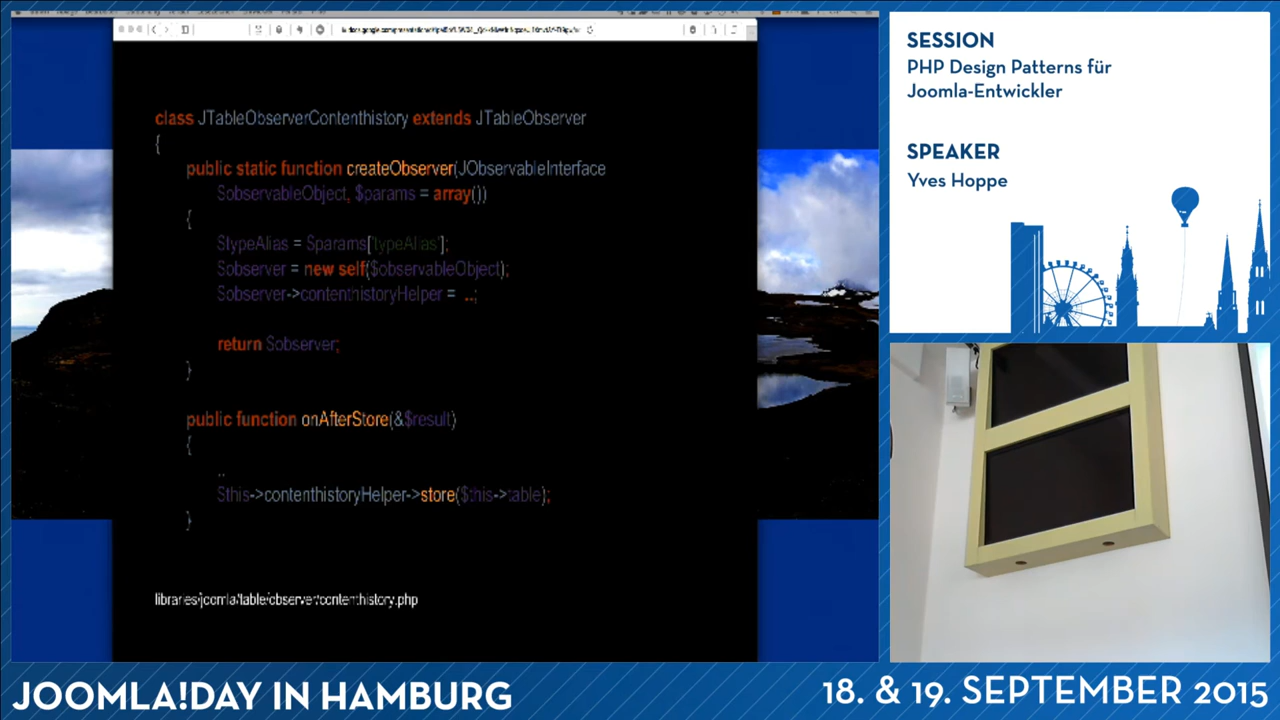 class JTableObserverContenthistory extends JTableObserver
{
public static function createObserver(JObservableInterface
$observableObject, $params = array())
{
$typeAlias = $params['typeAlias'];
$observer = new self($observableObject);
$observer->contenthistoryHelper = ..;
return $observer;
}
public function onAfterStore(&$result)
{
..
$this->contenthistoryHelper->store($this->table);
}
libraries/joomla/table/observer/contenthistory.php
SESSION
PHP Design Patterns für
Joomla-Entwickler
SPEAKER
Yves Hoppe
JOOMLA!DAY IN HAMBURG
18. & 19. SEPTEMBER 2015